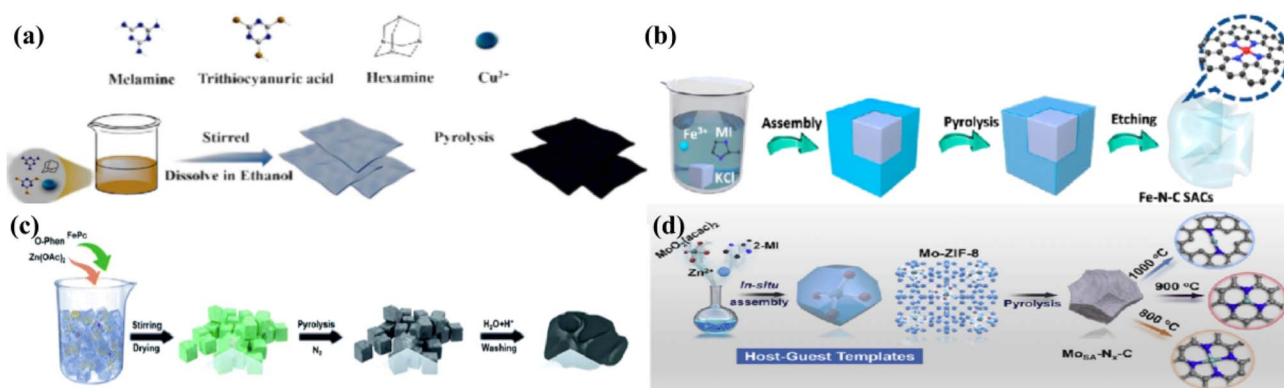 (a)
Melamine
Trithiocyanuric acid
Hexamine
Cu²⁺
Stirred
Dissolve in Ethanol
Pyrolysis
(b)
Fe³⁺
MI
KCl
Assembly
Pyrolysis
Etching
Fe-N-C SACs
(c)
O-Phen
FePc
Zn(OAc)₂
Stirring
Drying
Pyrolysis
N₂
H₂O+H⁺
Washing
(d)
MoO₂(acac)₂
2-MI
Zn²⁺
In-situ
assembly
Mo-ZIF-8
Host-Guest Templates
Pyrolysis
Mo_SA-Nₓ-C
1000 °C
900 °C
800 °C